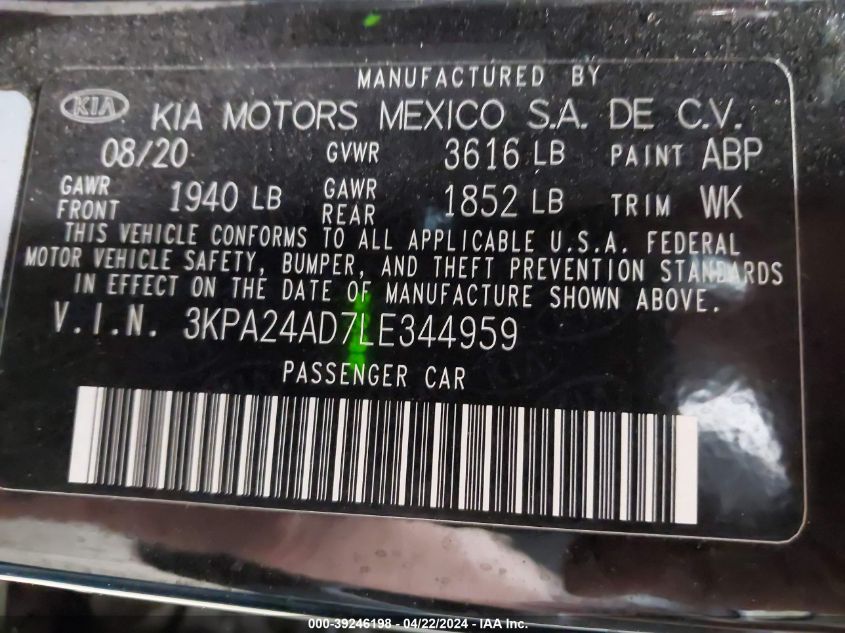 MANUFACTURED BY
KIA KIA MOTORS MEXICO S.A. DE C.V.
08/20 GVWR 3616 LB PAINT ABP
GAWR FRONT 1940 LB GAWR REAR 1852 LB TRIM WK
THIS VEHICLE CONFORMS TO ALL APPLICABLE U.S.A. FEDERAL
MOTOR VEHICLE SAFETY, BUMPER, AND THEFT PREVENTION STANDARDS
IN EFFECT ON THE DATE OF MANUFACTURE SHOWN ABOVE.
V.I.N. 3KPA24AD7LE344959
PASSENGER CAR
000-39246198 - 04/22/2024 - IAA Inc.